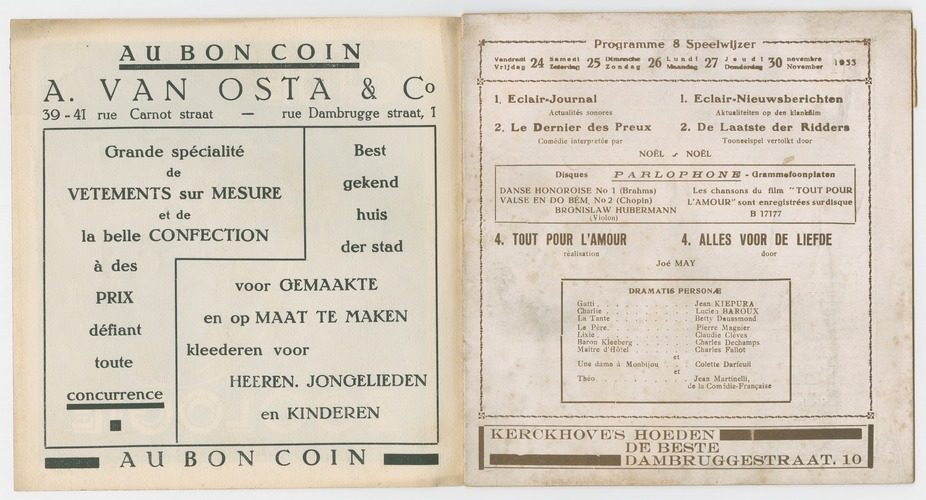 AU BON COIN
A. VAN OSTA & Co
39-41 rue Carnot straat — rue Dambrugge straat, 1
Grande spécialité
de
VETEMENTS sur MESURE
et de
la belle CONFECTION
à des
PRIX
défiant
toute
concurrence
Best
gekend
huis
der stad
voor GEMAAKTE
en op MAAT TE MAKEN
kleederen voor
HEEREN. JONGELIEDEN
en KINDEREN
AU BON COIN
Programme 8 Speelwijzer
Vendredi Vrijdag 24 Samedi Zaterdag 25 Dimanche Zondag 26 Lundi Maandag 27 Jeudi Donderdag 30 novembre November 1933
1. Eclair-Journal
Actualités sonores
2. Le Dernier des Preux
Comédie interpretée par
1. Eclair-Nieuwsberichten
Aktualiteiten op den klankfilm
2. De Laatste der Ridders
Tooneelspel vertolkt door
NOËL - NOËL
Disques PARLOPHONE - Grammofoonplaten
DANSE HONOROISE No 1 (Brahms)
VALSE EN DO BÉM, No 2 (Chopin)
BRONISLAW HUBERMANN
(Violon)
Les chansons du film "TOUT POUR
L'AMOUR" sont enregistrées sur disque
B 17177
4. TOUT POUR L'AMOUR
réalisation
4. ALLES VOOR DE LIEFDE
door
Joé MAY
DRAMATIS PERSONÆ
Gatti . . . . . . . . . . Jean KIEPURA
Charlie . . . . . . . . . . Lucien BAROUX
La Tante . . . . . . . . . . Betty Daussmond
Le Père. . . . . . . . . . Pierre Magnier
Lixie . . . . . . . . . . Claudie Clèves
Baron Kleeberg . . . . . . . Charles Dechamps
Maître d'Hôtel . . . . . . . Charles Fallot
et
Une dame à Monbijou . . . Colette Darfeuil
et
Théo . . . . . . . . . . Jean Martinelli,
de la Comédie-Française
KERCKHOVE'S HOEDEN
DE BESTE
DAMBRUGGESTRAAT. 10